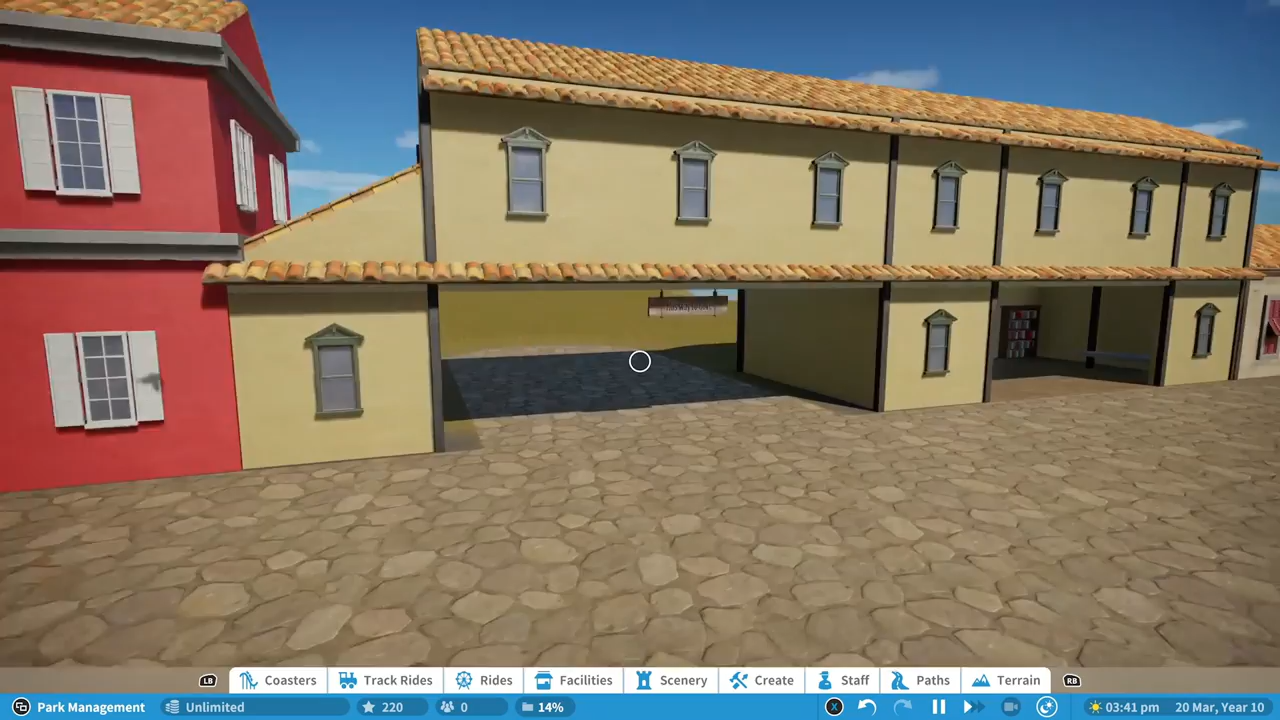 LB
Coasters
Track Rides
Rides
Facilities
Scenery
Create
Staff
Paths
Terrain
RB
Park Management
Unlimited
220
0
14%
X
03:41 pm
20 Mar, Year 10